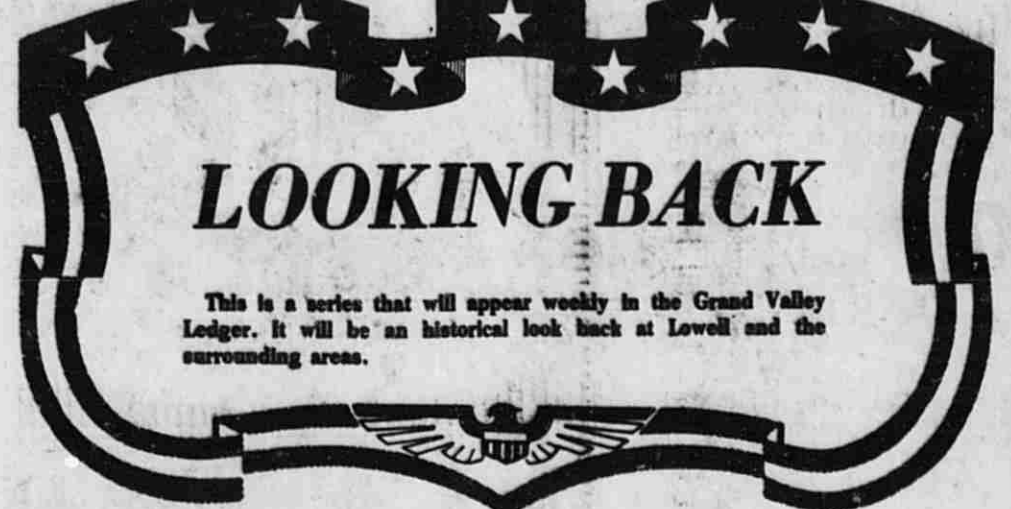 LOOKING BACK
This is a series that will appear weekly in the Grand Valley
Ledger. It will be an historical look back at Lowell and the
surrounding areas.